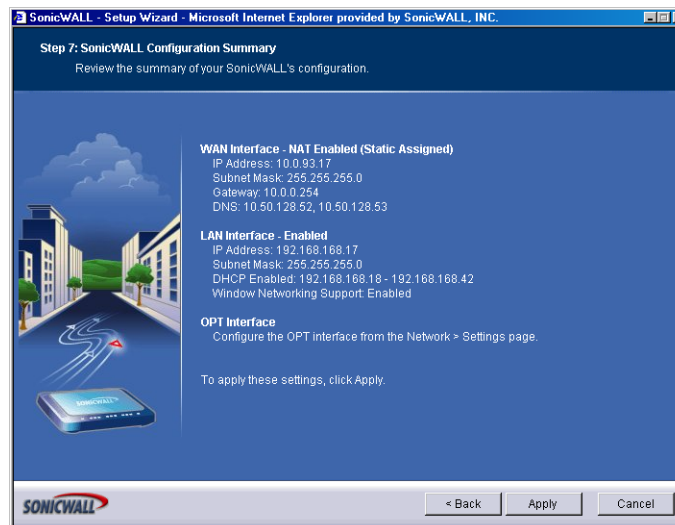 SonicWALL - Setup Wizard - Microsoft Internet Explorer provided by SonicWALL, INC.
Step 7: SonicWALL Configuration Summary
Review the summary of your SonicWALL's configuration.
WAN Interface - NAT Enabled (Static Assigned)
IP Address: 10.0.93.17
Subnet Mask: 255.255.255.0
Gateway: 10.0.0.254
DNS: 10.50.128.52, 10.50.128.53
LAN Interface - Enabled
IP Address: 192.168.168.17
Subnet Mask: 255.255.255.0
DHCP Enabled: 192.168.168.18 - 192.168.168.42
Window Networking Support: Enabled
OPT Interface
Configure the OPT interface from the Network > Settings page.
To apply these settings, click Apply.
SONICWALL
SONICWALL
< Back Apply Cancel